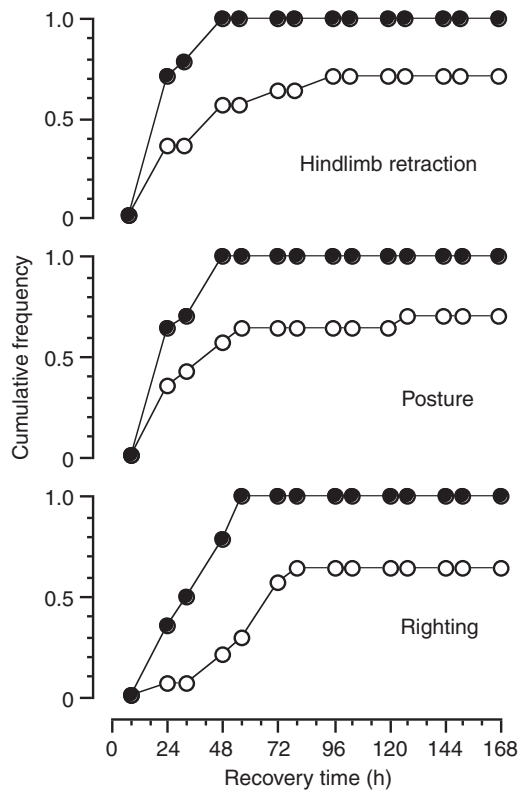 1.0
0.5
0
Hindlimb retraction
1.0
0.5
0
Posture
Cumulative frequency
1.0
0.5
0
Righting
0 24 48 72 96 120 144 168
Recovery time (h)